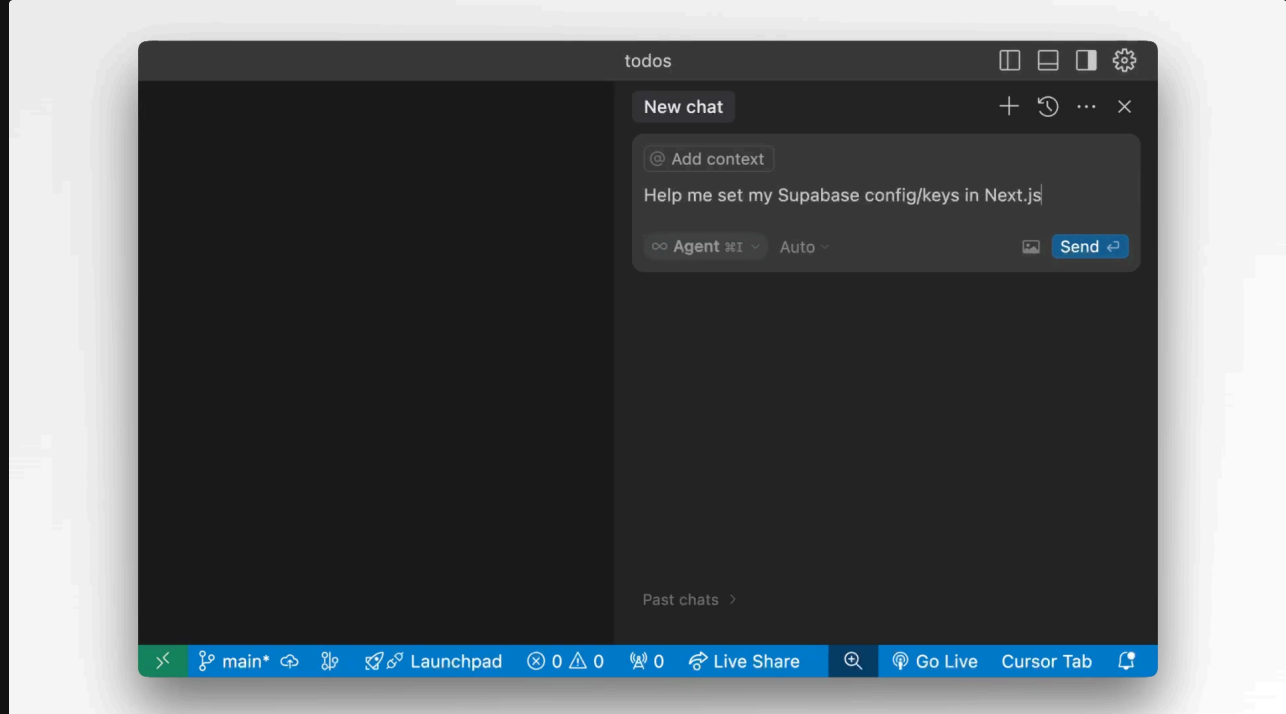 todos
New chat
@ Add context
Help me set my Supabase config/keys in Next.js
∞ Agent ⌘I Auto Send
Past chats
main* Launchpad 0 0 0 Live Share Go Live Cursor Tab